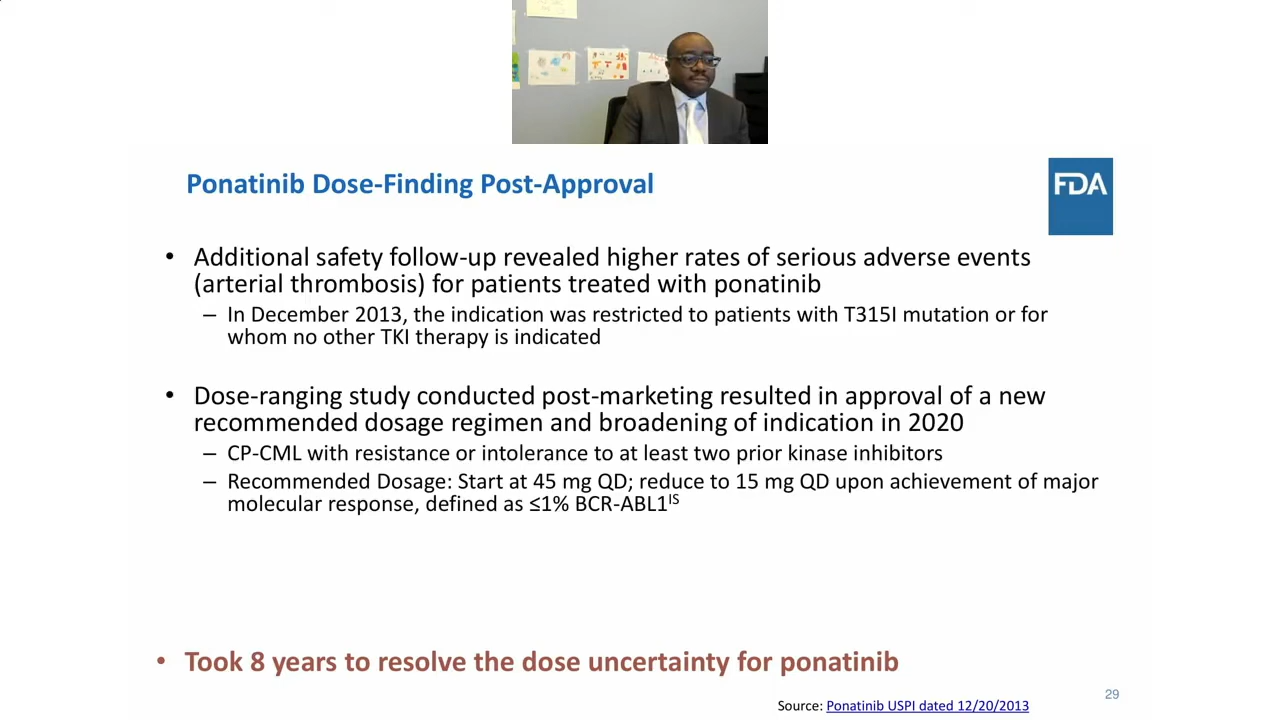 Ponatinib Dose-Finding Post-Approval
FDA
• Additional safety follow-up revealed higher rates of serious adverse events
(arterial thrombosis) for patients treated with ponatinib
– In December 2013, the indication was restricted to patients with T315I mutation or for
whom no other TKI therapy is indicated
• Dose-ranging study conducted post-marketing resulted in approval of a new
recommended dosage regimen and broadening of indication in 2020
– CP-CML with resistance or intolerance to at least two prior kinase inhibitors
– Recommended Dosage: Start at 45 mg QD; reduce to 15 mg QD upon achievement of major
molecular response, defined as ≤1% BCR-ABL1ᴵˢ
• Took 8 years to resolve the dose uncertainty for ponatinib
29
Source: Ponatinib USPI dated 12/20/2013